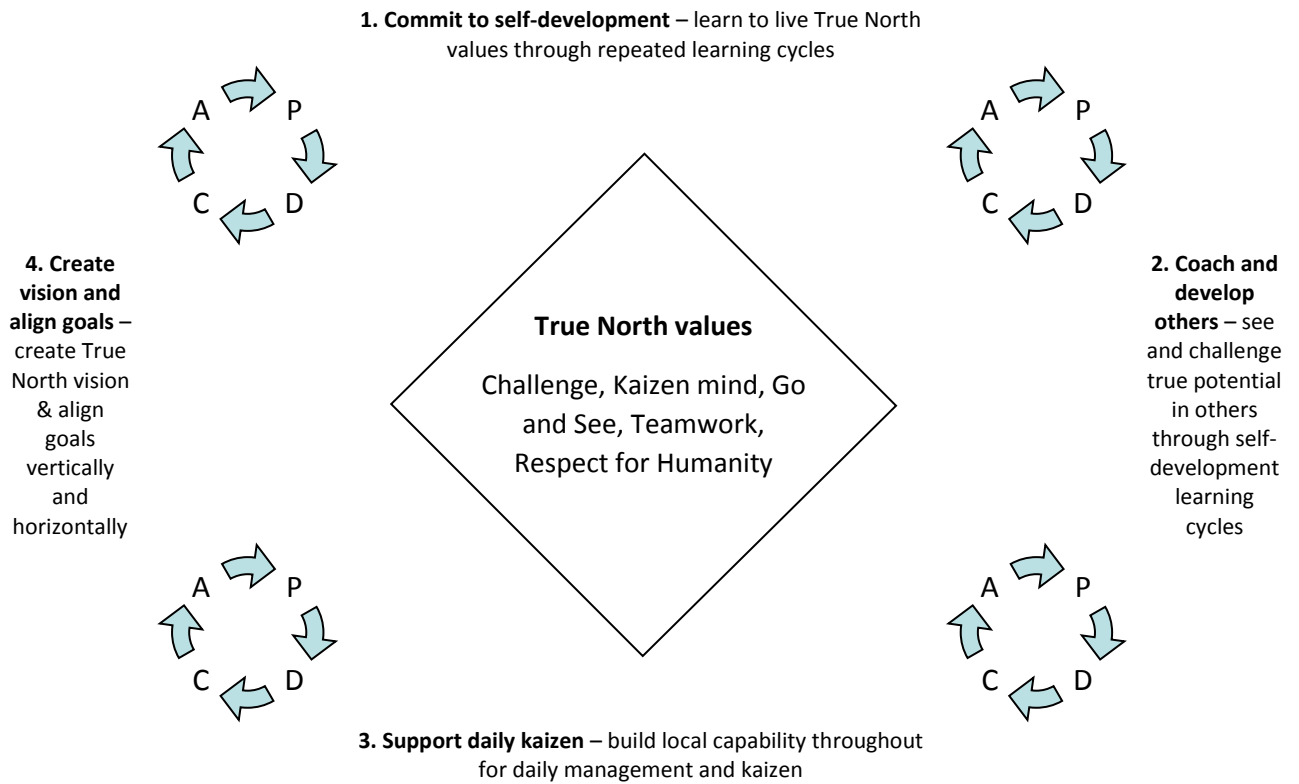 1. Commit to self-development – learn to live True North
values through repeated learning cycles
A
P
C
D
A
P
C
D
4. Create
vision and
align goals –
create True
North vision
& align
goals
vertically
and
horizontally
True North values
Challenge, Kaizen mind, Go
and See, Teamwork,
Respect for Humanity
2. Coach and
develop
others – see
and challenge
true potential
in others
through self-
development
learning
cycles
A
P
C
D
A
P
C
D
3. Support daily kaizen – build local capability throughout
for daily management and kaizen